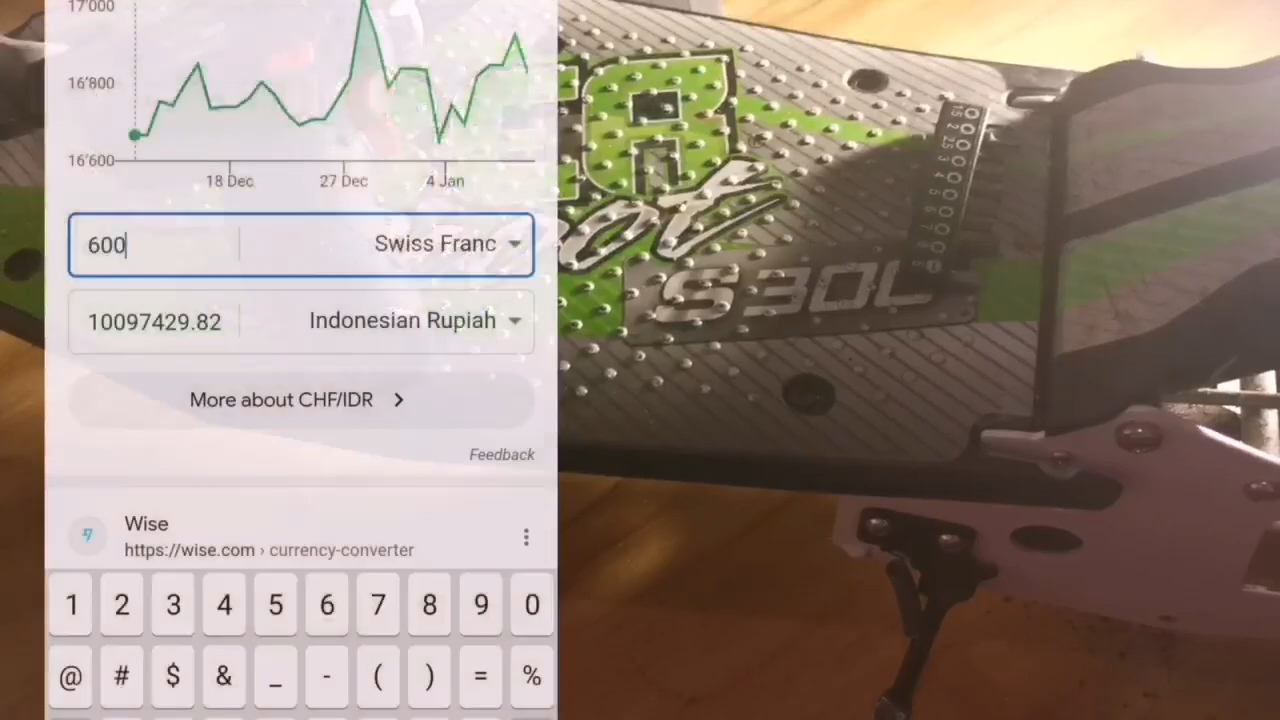 17'000
16'800
16'600
18 Dec 27 Dec 4 Jan
600 Swiss Franc
10097429.82 Indonesian Rupiah
More about CHF/IDR
Feedback
Wise
https://wise.com › currency-converter
1 2 3 4 5 6 7 8 9 0
@ # $ & _ - ( ) = %
S30L